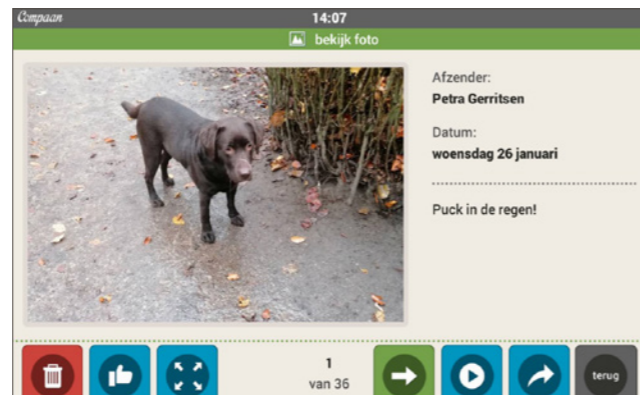 Compaan
14:07
bekijk foto
Afzender:
Petra Gerritsen
Datum:
woensdag 26 januari
Puck in de regen!
1
van 36
terug